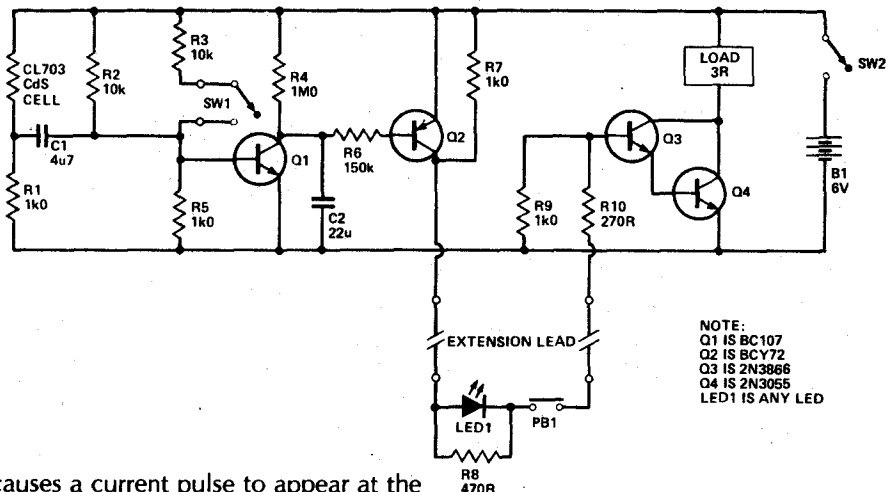 CL703
CdS
CELL
R1
1k0
C1
4u7
R2
10k
R3
10k
SW1
R5
1k0
R4
1M0
Q1
C2
22u
R6
150k
Q2
R7
1k0
R9
1k0
R10
270R
Q3
Q4
LOAD
3R
SW2
B1
6V
EXTENSION LEAD
LED1
PB1
R8
470R
NOTE:
Q1 IS BC107
Q2 IS BCY72
Q3 IS 2N3866
Q4 IS 2N3055
LED1 IS ANY LED
causes a current pulse to appear at the